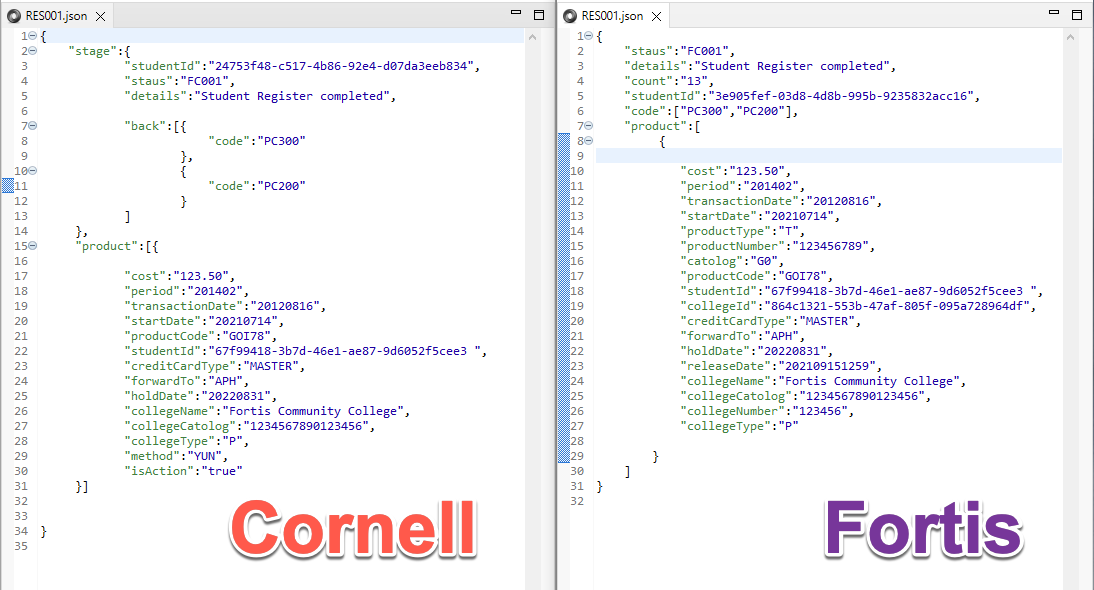 RES001.json
1 {
2 "stage":{
3 "studentId":"24753f48-c517-4b86-92e4-d07da3eeb834",
4 "staus":"FC001",
5 "details":"Student Register completed",
6
7 "back":[{
8 "code":"PC300"
9 },
10 {
11 "code":"PC200"
12 }
13 ]
14 },
15 "product":[{
16
17 "cost":"123.50",
18 "period":"201402",
19 "transactionDate":"20120816",
20 "startDate":"20210714",
21 "productCode":"GOI78",
22 "studentId":"67f99418-3b7d-46e1-ae87-9d6052f5cee3 ",
23 "creditCardType":"MASTER",
24 "forwardTo":"APH",
25 "holdDate":"20220831",
26 "collegeName":"Fortis Community College",
27 "collegeCatolog":"1234567890123456",
28 "collegeType":"P",
29 "method":"YUN",
30 "isAction":"true"
31 }]
32
33
34 }
35
Cornell
RES001.json
1 {
2 "staus":"FC001",
3 "details":"Student Register completed",
4 "count":"13",
5 "studentId":"3e905fef-03d8-4d8b-995b-9235832acc16",
6 "code":["PC300","PC200"],
7 "product":[
8 {
9
10 "cost":"123.50",
11 "period":"201402",
12 "transactionDate":"20120816",
13 "startDate":"20210714",
14 "productType":"T",
15 "productNumber":"123456789",
16 "catolog":"G0",
17 "productCode":"GOI78",
18 "studentId":"67f99418-3b7d-46e1-ae87-9d6052f5cee3 ",
19 "collegeId":"864c1321-553b-47af-805f-095a728964df",
20 "creditCardType":"MASTER",
21 "forwardTo":"APH",
22 "holdDate":"20220831",
23 "releaseDate":"202109151259",
24 "collegeName":"Fortis Community College",
25 "collegeCatolog":"1234567890123456",
26 "collegeNumber":"123456",
27 "collegeType":"P"
28
29 }
30 ]
31 }
32
Fortis